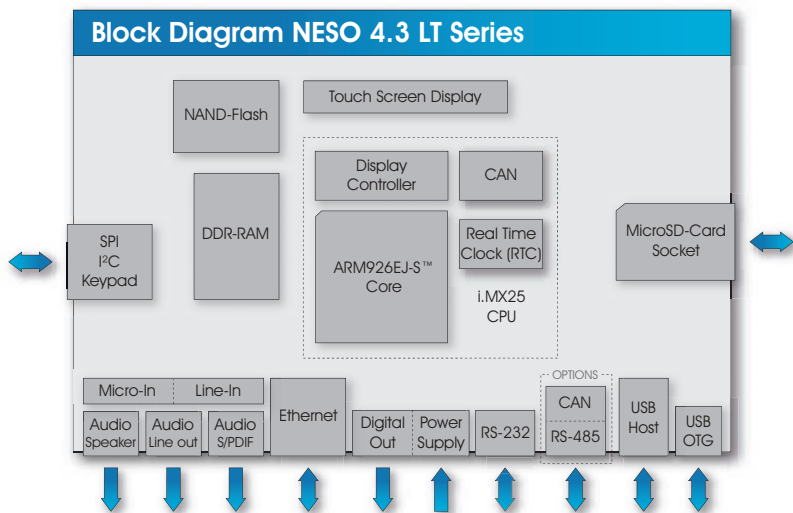 Block Diagram NESO 4.3 LT Series
NAND-Flash
Touch Screen Display
Display
Controller
CAN
DDR-RAM
SPI
I²C
Keypad
ARM926EJ-S™
Core
Real Time
Clock (RTC)
i.MX25
CPU
MicroSD-Card
Socket
Micro-In
Line-In
Audio
Speaker
Audio
Line out
Audio
S/PDIF
Ethernet
Digital
Out
Power
Supply
RS-232
OPTIONS
CAN
RS-485
USB
Host
USB
OTG